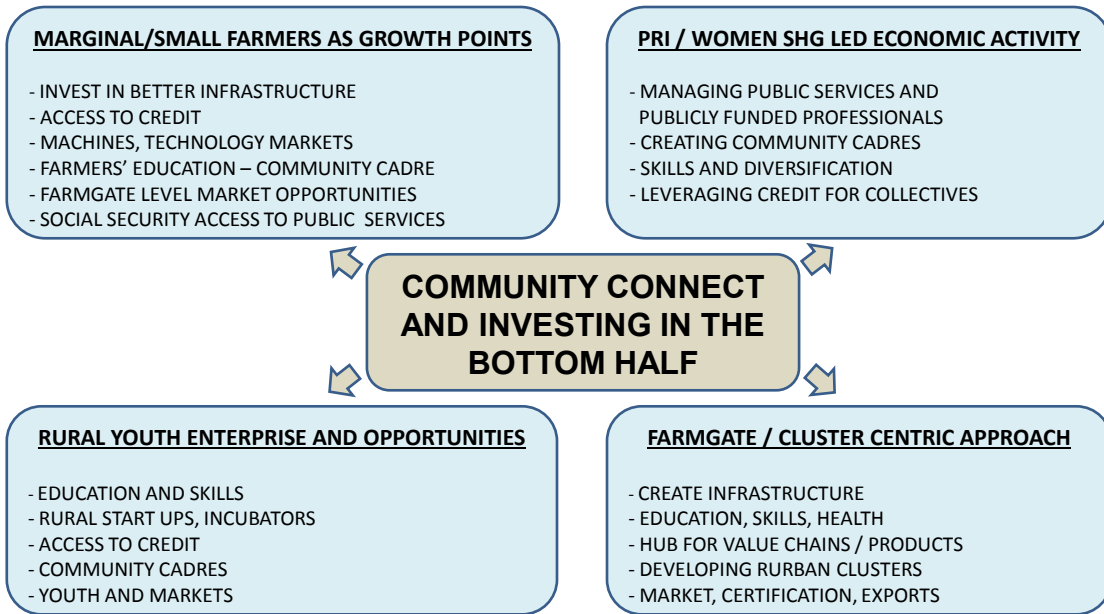 MARGINAL/SMALL FARMERS AS GROWTH POINTS
- INVEST IN BETTER INFRASTRUCTURE
- ACCESS TO CREDIT
- MACHINES, TECHNOLOGY MARKETS
- FARMERS’ EDUCATION – COMMUNITY CADRE
- FARMGATE LEVEL MARKET OPPORTUNITIES
- SOCIAL SECURITY ACCESS TO PUBLIC SERVICES
PRI / WOMEN SHG LED ECONOMIC ACTIVITY
- MANAGING PUBLIC SERVICES AND
PUBLICLY FUNDED PROFESSIONALS
- CREATING COMMUNITY CADRES
- SKILLS AND DIVERSIFICATION
- LEVERAGING CREDIT FOR COLLECTIVES
COMMUNITY CONNECT
AND INVESTING IN THE
BOTTOM HALF
RURAL YOUTH ENTERPRISE AND OPPORTUNITIES
- EDUCATION AND SKILLS
- RURAL START UPS, INCUBATORS
- ACCESS TO CREDIT
- COMMUNITY CADRES
- YOUTH AND MARKETS
FARMGATE / CLUSTER CENTRIC APPROACH
- CREATE INFRASTRUCTURE
- EDUCATION, SKILLS, HEALTH
- HUB FOR VALUE CHAINS / PRODUCTS
- DEVELOPING RURBAN CLUSTERS
- MARKET, CERTIFICATION, EXPORTS